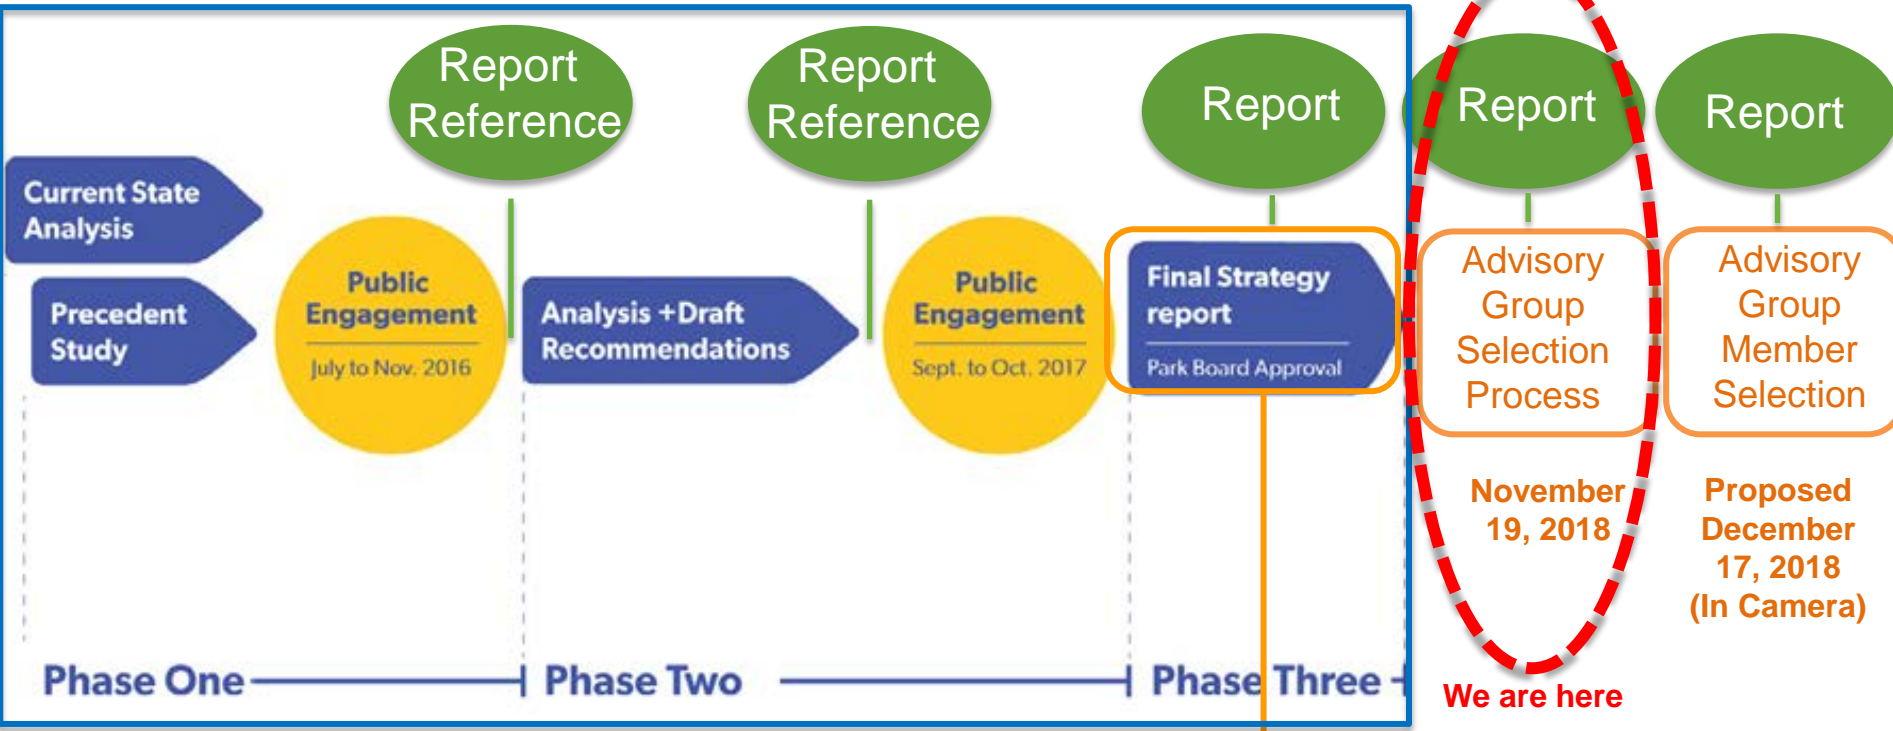 Report
Reference
Report
Reference
Report
Report
Report
Current State
Analysis
Precedent
Study
Public
Engagement
July to Nov. 2016
Analysis +Draft
Recommendations
Public
Engagement
Sept. to Oct. 2017
Final Strategy
report
Park Board Approval
Advisory
Group
Selection
Process
Advisory
Group
Member
Selection
November
19, 2018
Proposed
December
17, 2018
(In Camera)
Phase One
Phase Two
Phase Three
We are here